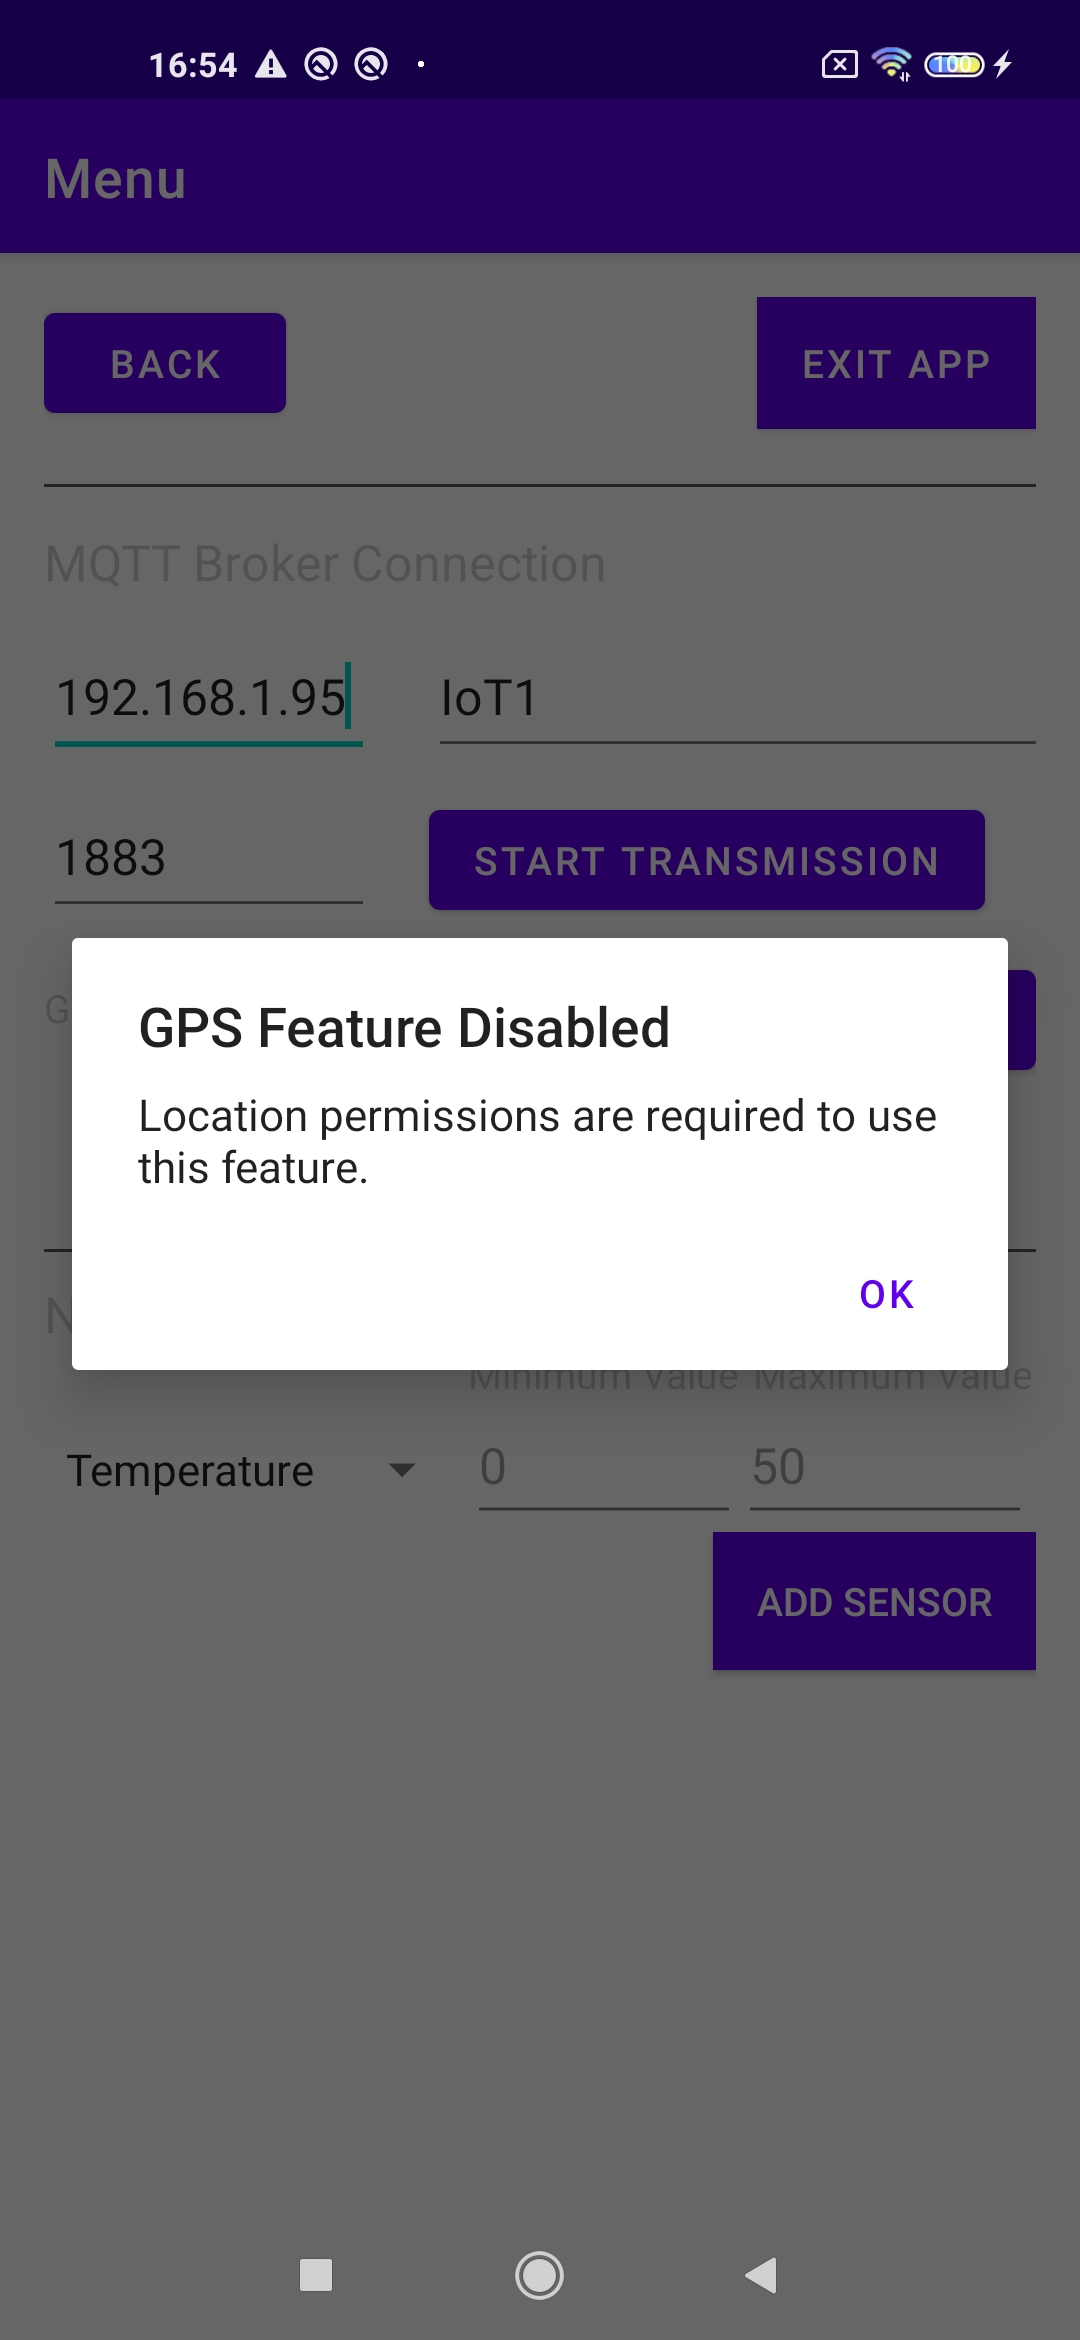 16:54
100
Menu
BACK
EXIT APP
MQTT Broker Connection
192.168.1.95
IoT1
1883
START TRANSMISSION
G
GPS Feature Disabled
Location permissions are required to use
this feature.
OK
N
Minimum Value
Maximum Value
Temperature
0
50
ADD SENSOR